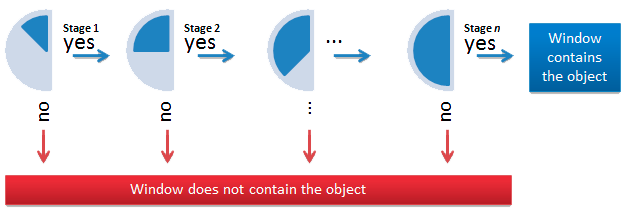 Stage 1
yes
Stage 2
yes
...
Stage n
yes
Window
contains
the object
no
no
...
no
Window does not contain the object